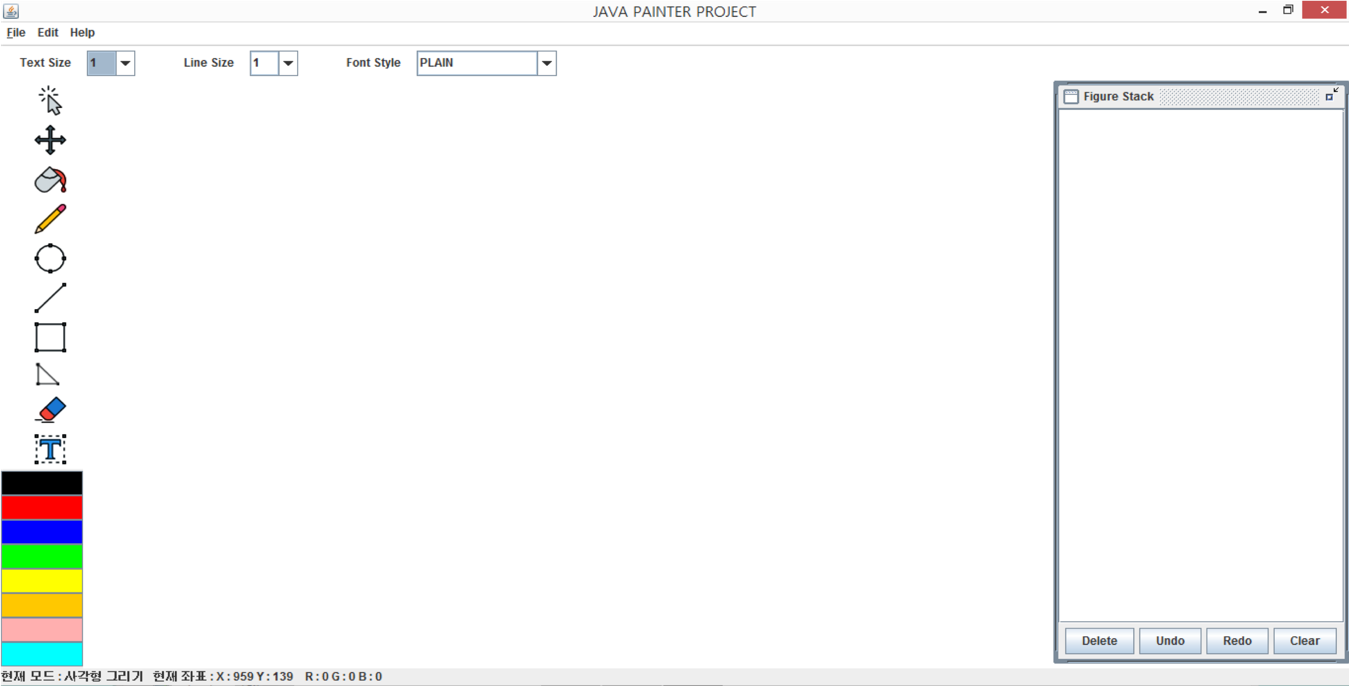 JAVA PAINTER PROJECT
File Edit Help
Text Size 1 Line Size 1 Font Style PLAIN
Figure Stack
T
Delete Undo Redo Clear
현재 모드 : 사각형 그리기 현재 좌표 : X : 959 Y : 139 R : 0 G : 0 B : 0